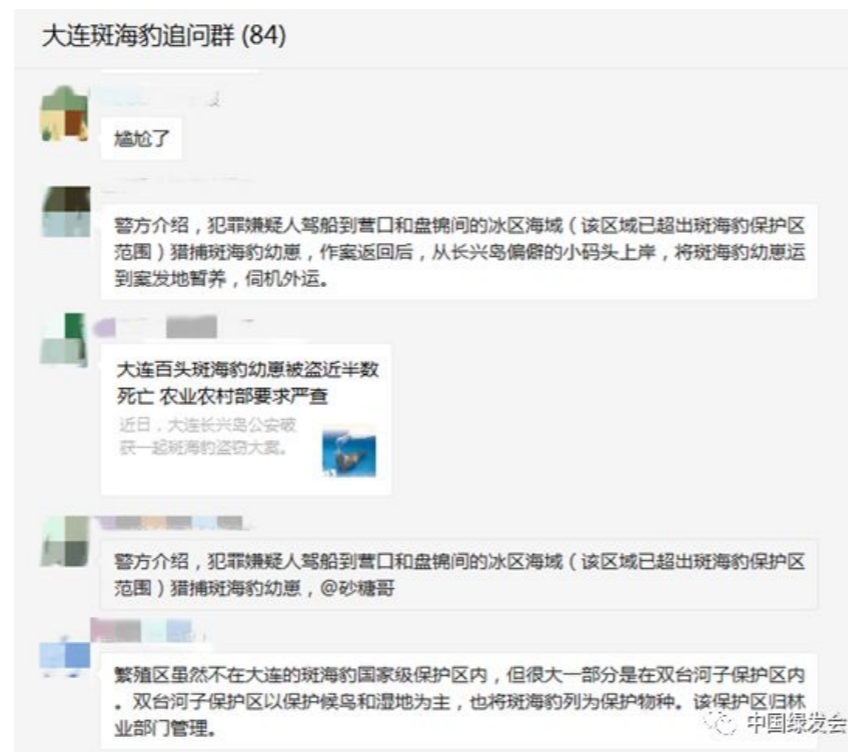 大连斑海豹追问群 (84)
尴尬了
警方介绍，犯罪嫌疑人驾船到营口和盘锦间的冰区海域（该区域已超出斑海豹保护区
范围）猎捕斑海豹幼崽，作案返回后，从长兴岛偏僻的小码头上岸，将斑海豹幼崽运
到案发地暂养，伺机外运。
大连百头斑海豹幼崽被盗近半数
死亡 农业农村部要求严查
近日，大连长兴岛公安破
获一起斑海豹盗窃大案。
警方介绍，犯罪嫌疑人驾船到营口和盘锦间的冰区海域（该区域已超出斑海豹保护区
范围）猎捕斑海豹幼崽，@砂糖哥
繁殖区虽然不在大连的斑海豹国家级保护区内，但很大一部分是在双台河子保护区内
。双台河子保护区以保护候鸟和湿地为主，也将斑海豹列为保护物种。该保护区归林
业部门管理。
中国绿发会